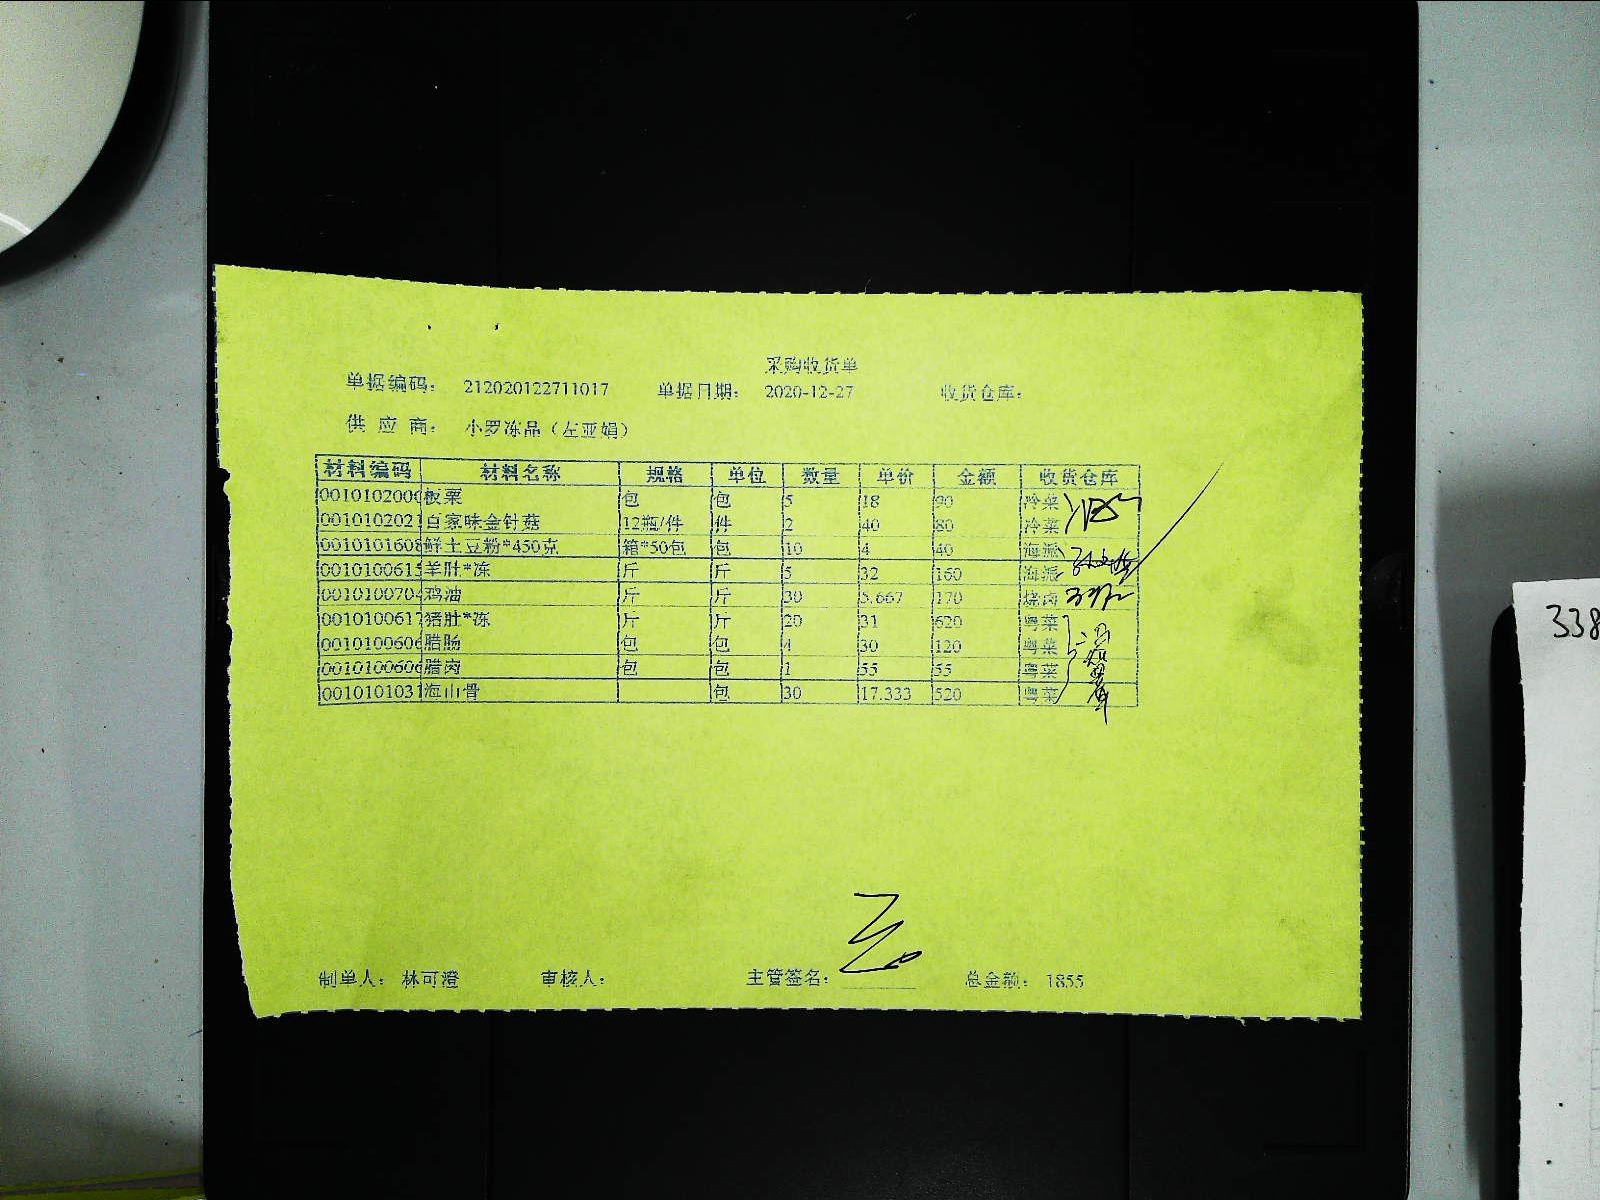 采购收货单
单据编码： 212020122711017 单据日期： 2020-12-27 收货仓库：
供 应 商： 小罗冻品（左亚娟）
材料编码 材料名称 规格 单位 数量 单价 金额 收货仓库
0010102000 板栗 包 包 5 18 90 冷菜
0010102021 百家味金针菇 12瓶/件 件 2 40 80 冷菜
0010101608 鲜土豆粉*450克 箱*50包 包 10 4 40 海派
0010100615 羊肚*冻 斤 斤 5 32 160 海派
0010100704 鸡油 斤 斤 30 5.667 170 烧卤
0010100617 猪肚*冻 斤 斤 20 31 620 粤菜
0010100606 腊肠 包 包 4 30 120 粤菜
0010100606 腊肉 包 包 1 55 55 粤菜
0010101031 海山骨 包 30 17.333 520 粤菜
制单人： 林可澄 审核人： 主管签名： 总金额： 1855
338